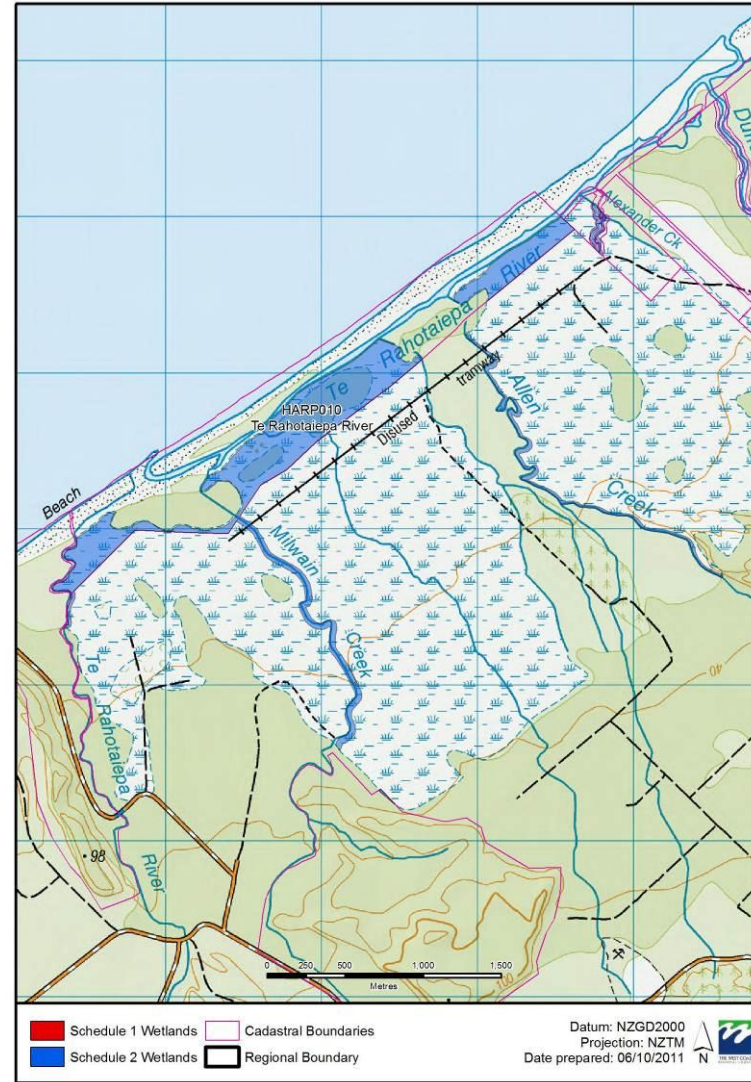 Alexander Ck
River
Rahotaiepa
Te
tramway
Disused
Allen
Creek
HARP010
Te Rahotaiepa River
Beach
Milwain
Creek
Te
Rahotaiepa
River
40
98
100
0 250 500 1,000 1,500
Metres
Schedule 1 Wetlands
Cadastral Boundaries
Schedule 2 Wetlands
Regional Boundary
Datum: NZGD2000
Projection: NZTM
Date prepared: 06/10/2011
N